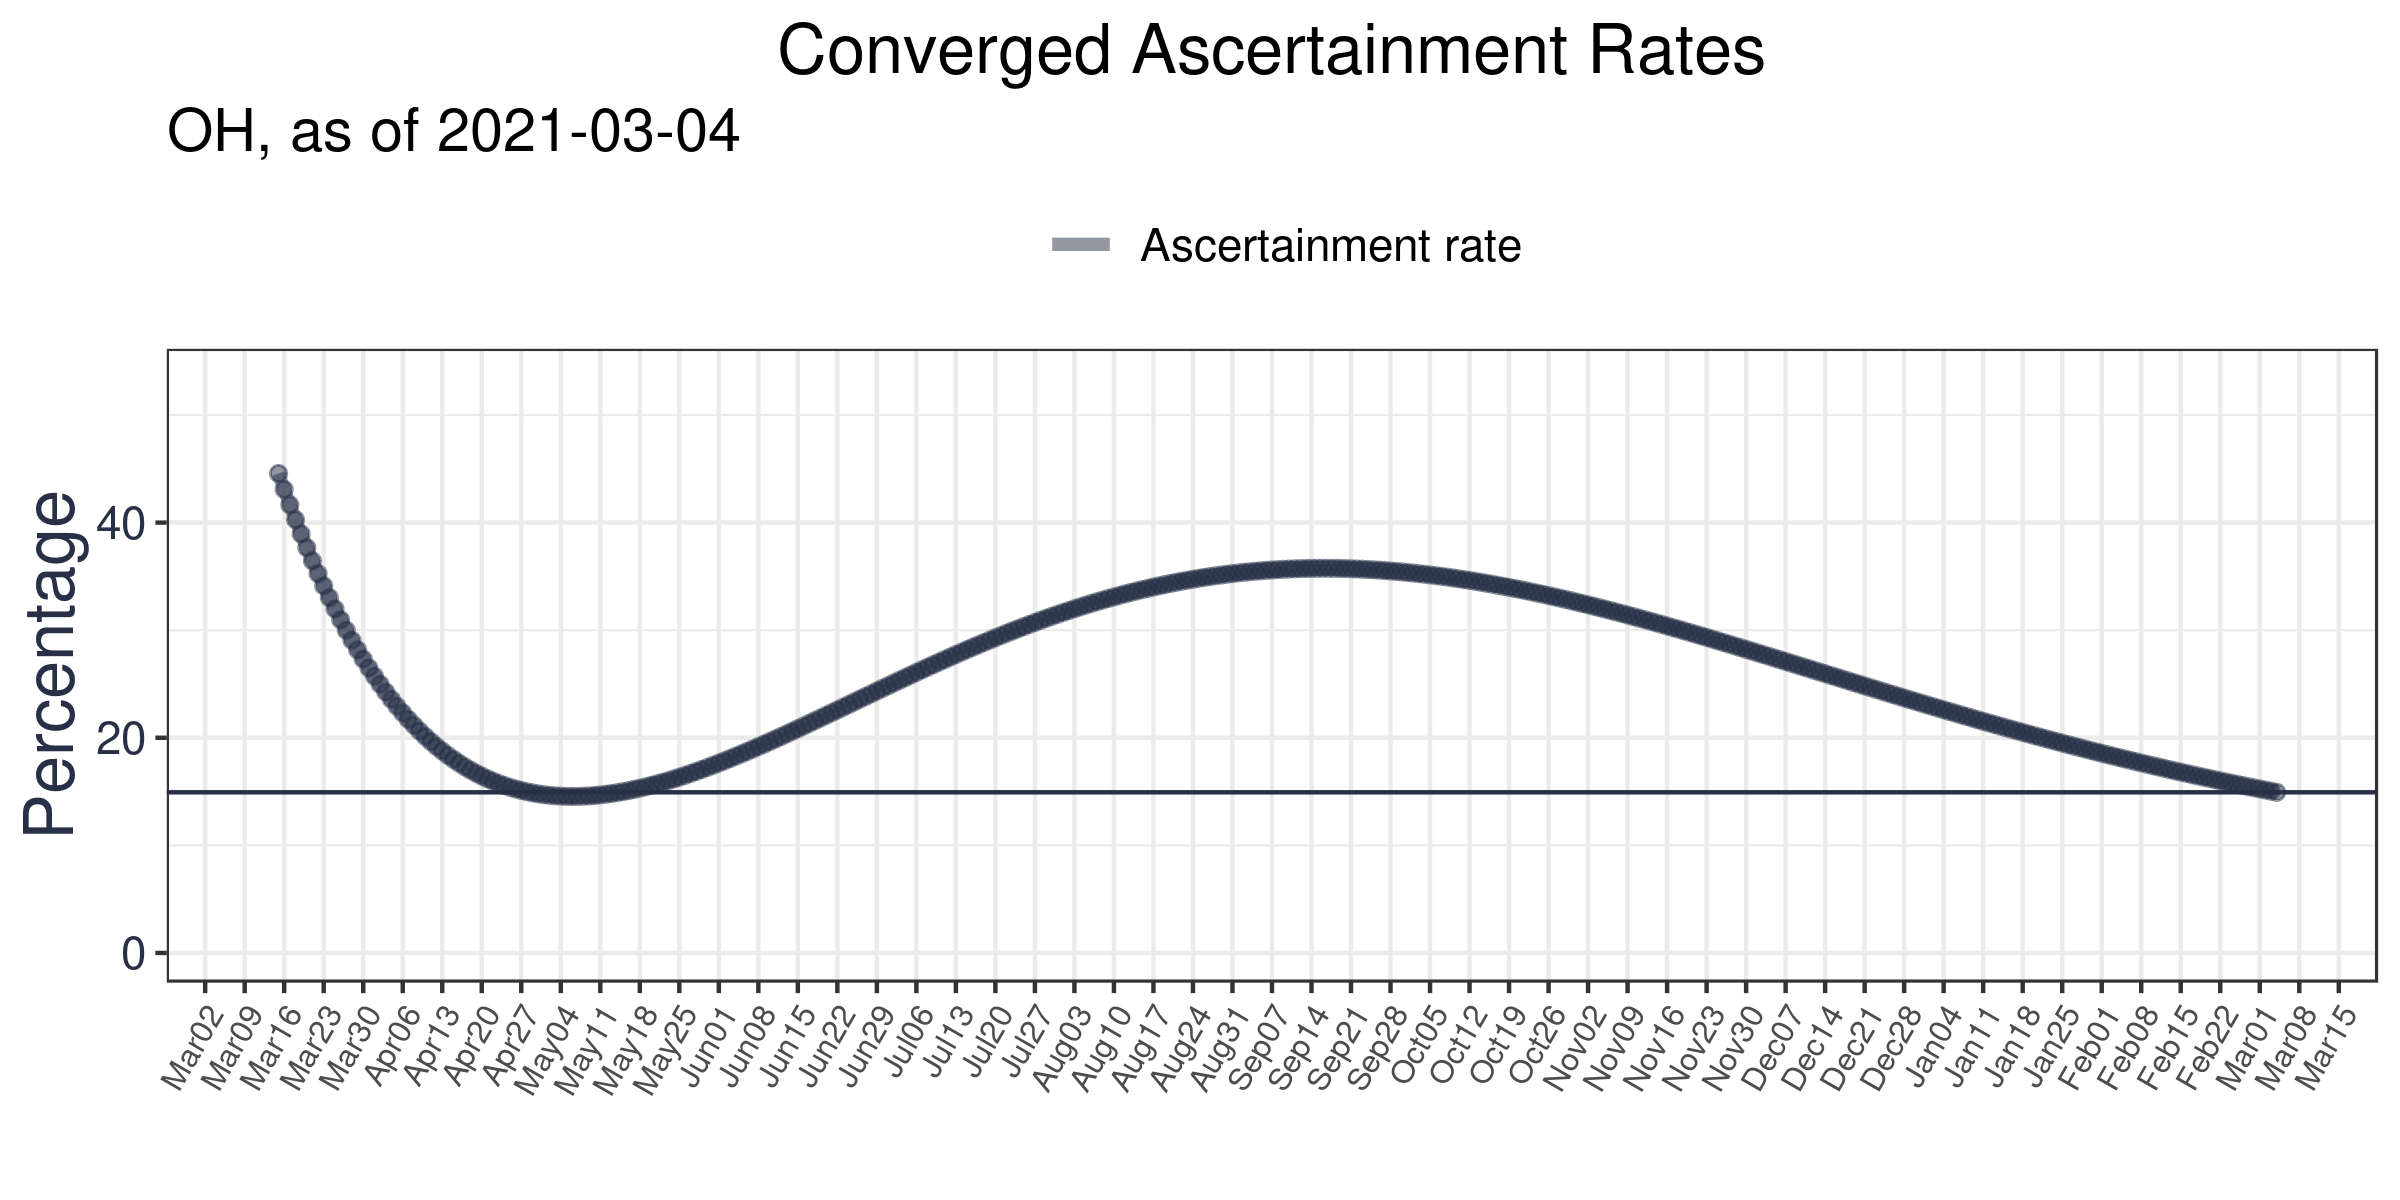 Converged Ascertainment Rates
OH, as of 2021-03-04
Ascertainment rate
Percentage
40
20
0
Mar02
Mar09
Mar16
Mar23
Mar30
Apr06
Apr13
Apr20
Apr27
May04
May11
May18
May25
Jun01
Jun08
Jun15
Jun22
Jun29
Jul06
Jul13
Jul20
Jul27
Aug03
Aug10
Aug17
Aug24
Aug31
Sep07
Sep14
Sep21
Sep28
Oct05
Oct12
Oct19
Oct26
Nov02
Nov09
Nov16
Nov23
Nov30
Dec07
Dec14
Dec21
Dec28
Jan04
Jan11
Jan18
Jan25
Feb01
Feb08
Feb15
Feb22
Mar01
Mar08
Mar15